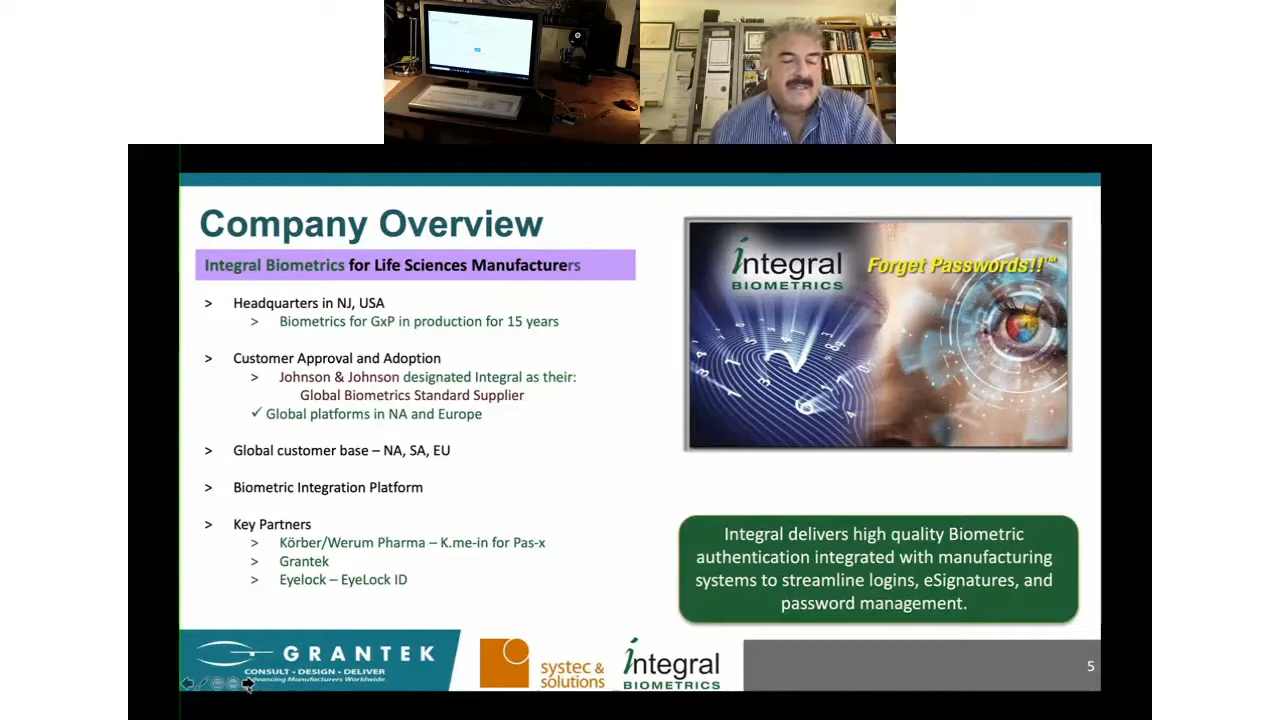 Company Overview
Integral Biometrics for Life Sciences Manufacturers
> Headquarters in NJ, USA
> Biometrics for GxP in production for 15 years
> Customer Approval and Adoption
> Johnson & Johnson designated Integral as their:
Global Biometrics Standard Supplier
✓ Global platforms in NA and Europe
> Global customer base – NA, SA, EU
> Biometric Integration Platform
> Key Partners
> Körber/Werum Pharma – K.me-in for Pas-x
> Grantek
> Eyelock – EyeLock ID
integral
BIOMETRICS
Forget Passwords!!™
Integral delivers high quality Biometric
authentication integrated with manufacturing
systems to streamline logins, eSignatures, and
password management.
GRANTEK
CONSULT • DESIGN • DELIVER
Advancing Manufacturers Worldwide
systec &
solutions
integral
BIOMETRICS
5